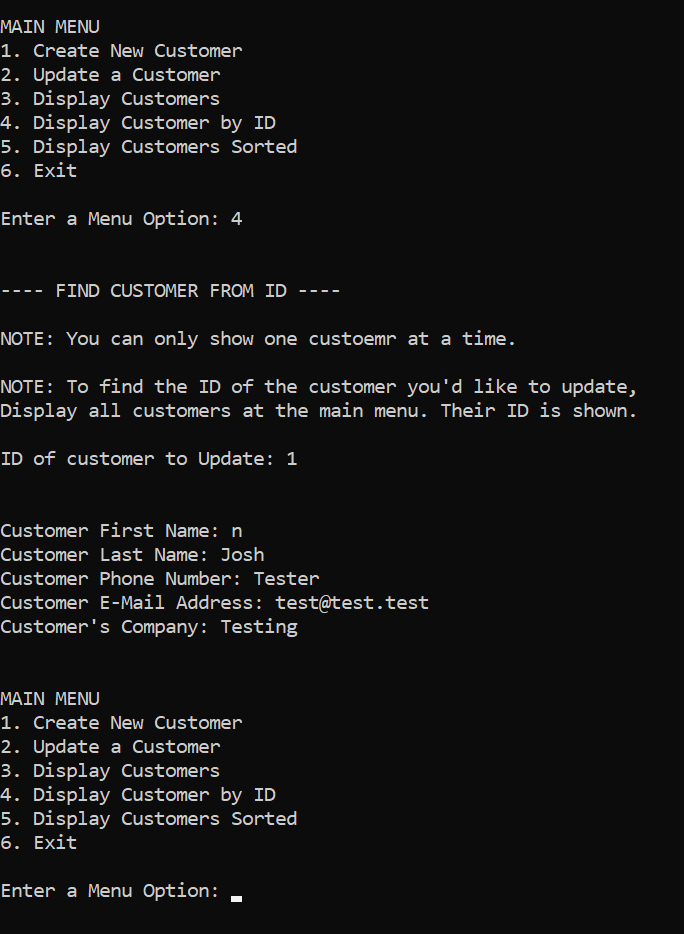 MAIN MENU
1. Create New Customer
2. Update a Customer
3. Display Customers
4. Display Customer by ID
5. Display Customers Sorted
6. Exit
Enter a Menu Option: 4
---- FIND CUSTOMER FROM ID ----
NOTE: You can only show one custoemr at a time.
NOTE: To find the ID of the customer you'd like to update,
Display all customers at the main menu. Their ID is shown.
ID of customer to Update: 1
Customer First Name: n
Customer Last Name: Josh
Customer Phone Number: Tester
Customer E-Mail Address: test@test.test
Customer's Company: Testing
MAIN MENU
1. Create New Customer
2. Update a Customer
3. Display Customers
4. Display Customer by ID
5. Display Customers Sorted
6. Exit
Enter a Menu Option: